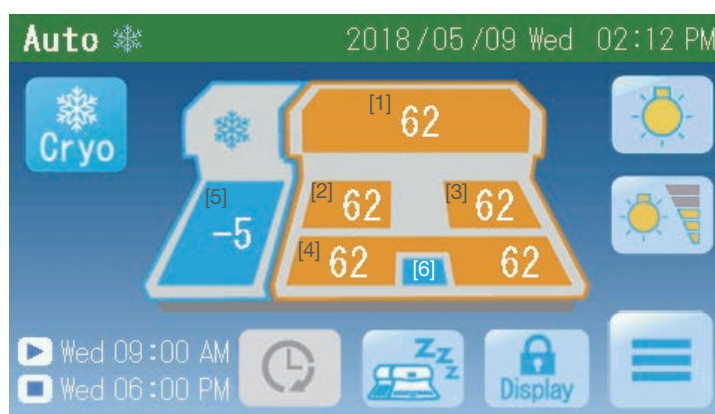 Auto 2018/05/09 Wed 02:12 PM
Cryo
[1] 62
[2] 62 [3] 62
[5] -5
[4] 62 [6] 62
Wed 09:00 AM
Wed 06:00 PM
ZZZ
Display